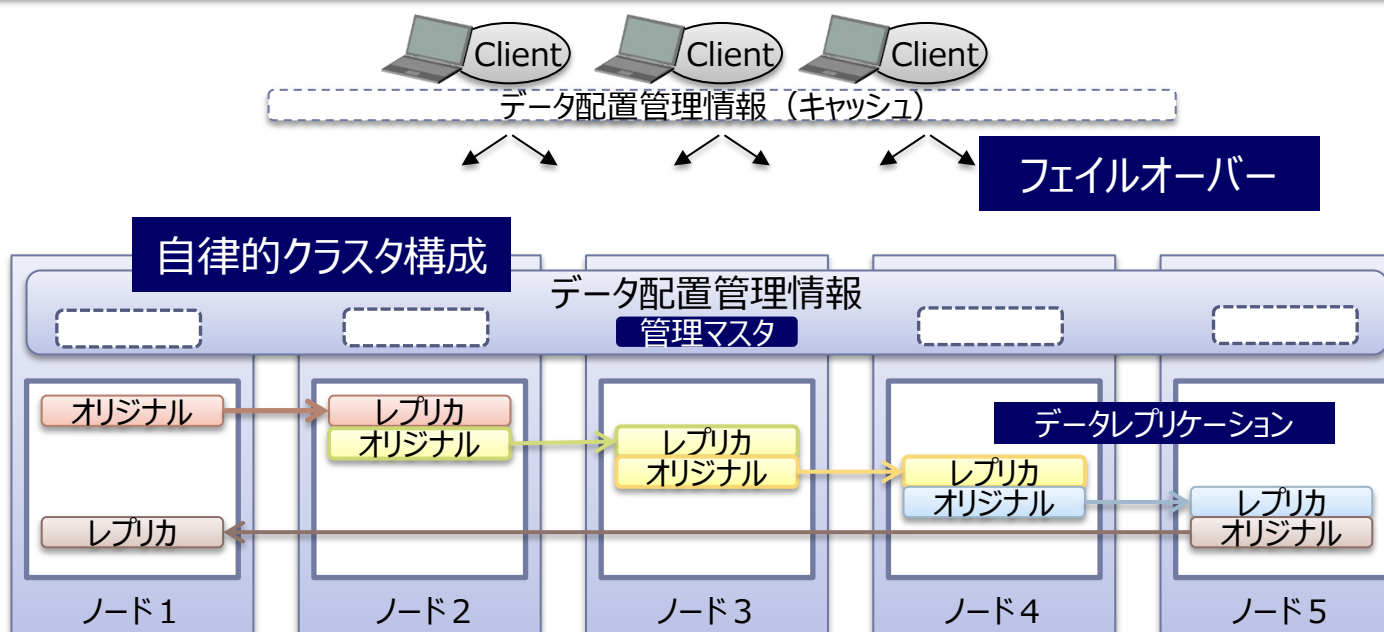 Client
Client
Client
データ配置管理情報（キャッシュ）
フェイルオーバー
自律的クラスタ構成
データ配置管理情報
管理マスタ
オリジナル
レプリカ
データレプリケーション
オリジナル
レプリカ
オリジナル
レプリカ
オリジナル
レプリカ
レプリカ
オリジナル
ノード1
ノード2
ノード3
ノード4
ノード5